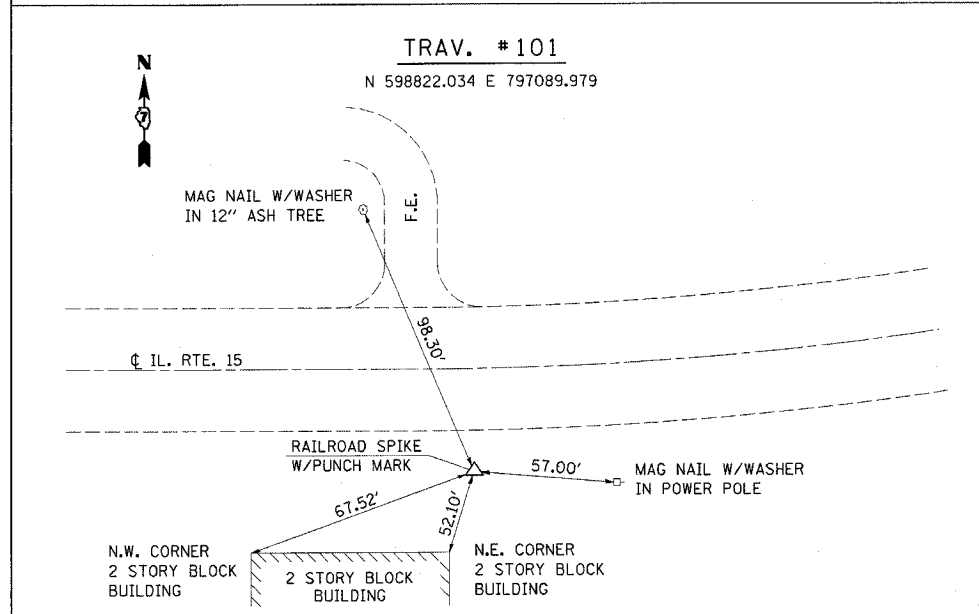 TRAV. #101
N 598822.034 E 797089.979
N
7
MAG NAIL W/WASHER
IN 12" ASH TREE
F.E.
98.30'
℄ IL. RTE. 15
RAILROAD SPIKE
W/PUNCH MARK
57.00'
MAG NAIL W/WASHER
IN POWER POLE
67.52'
52.10'
N.W. CORNER
2 STORY BLOCK
BUILDING
2 STORY BLOCK
BUILDING
N.E. CORNER
2 STORY BLOCK
BUILDING